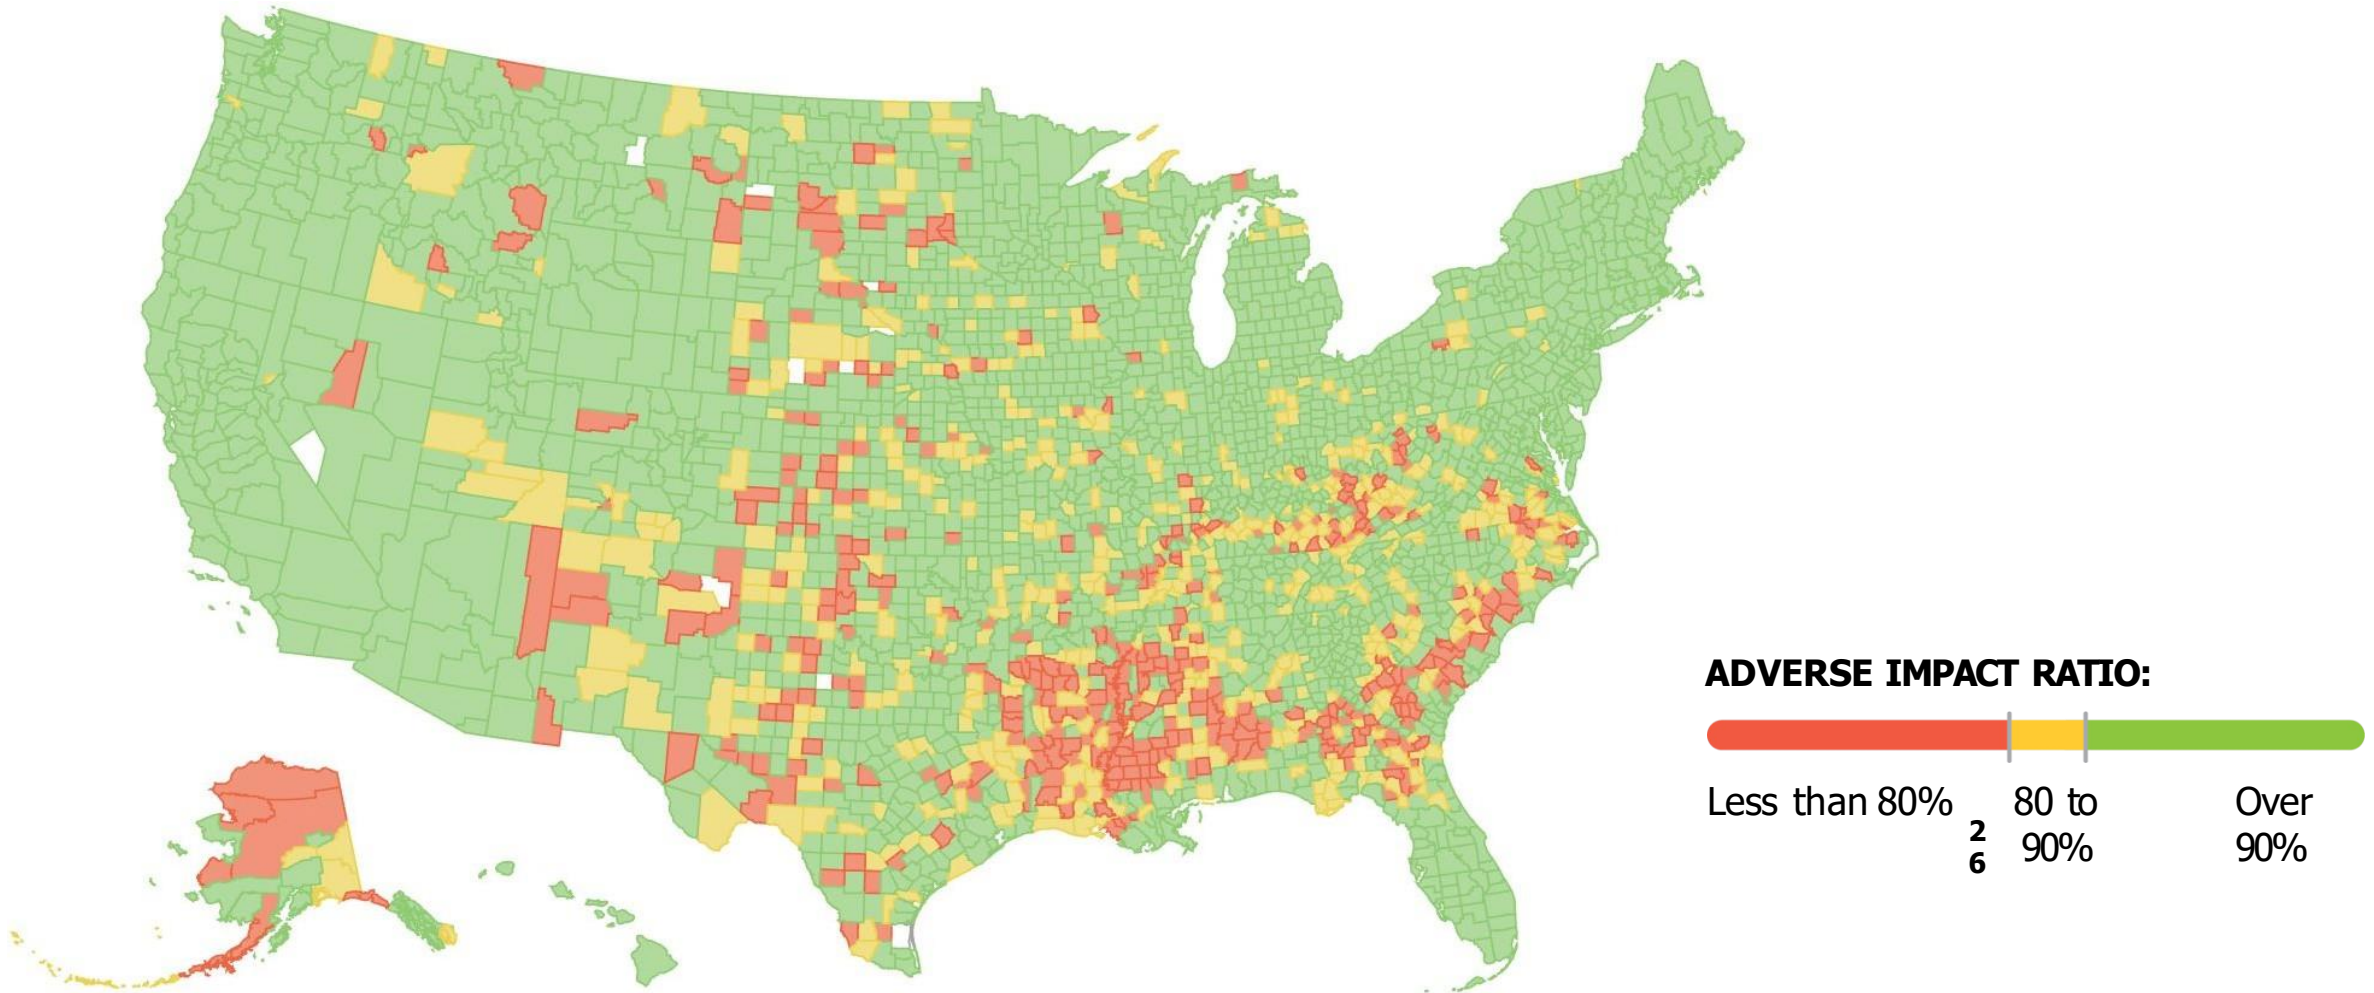 ADVERSE IMPACT RATIO:
Less than 80%
80 to
90%
Over
90%
2
6